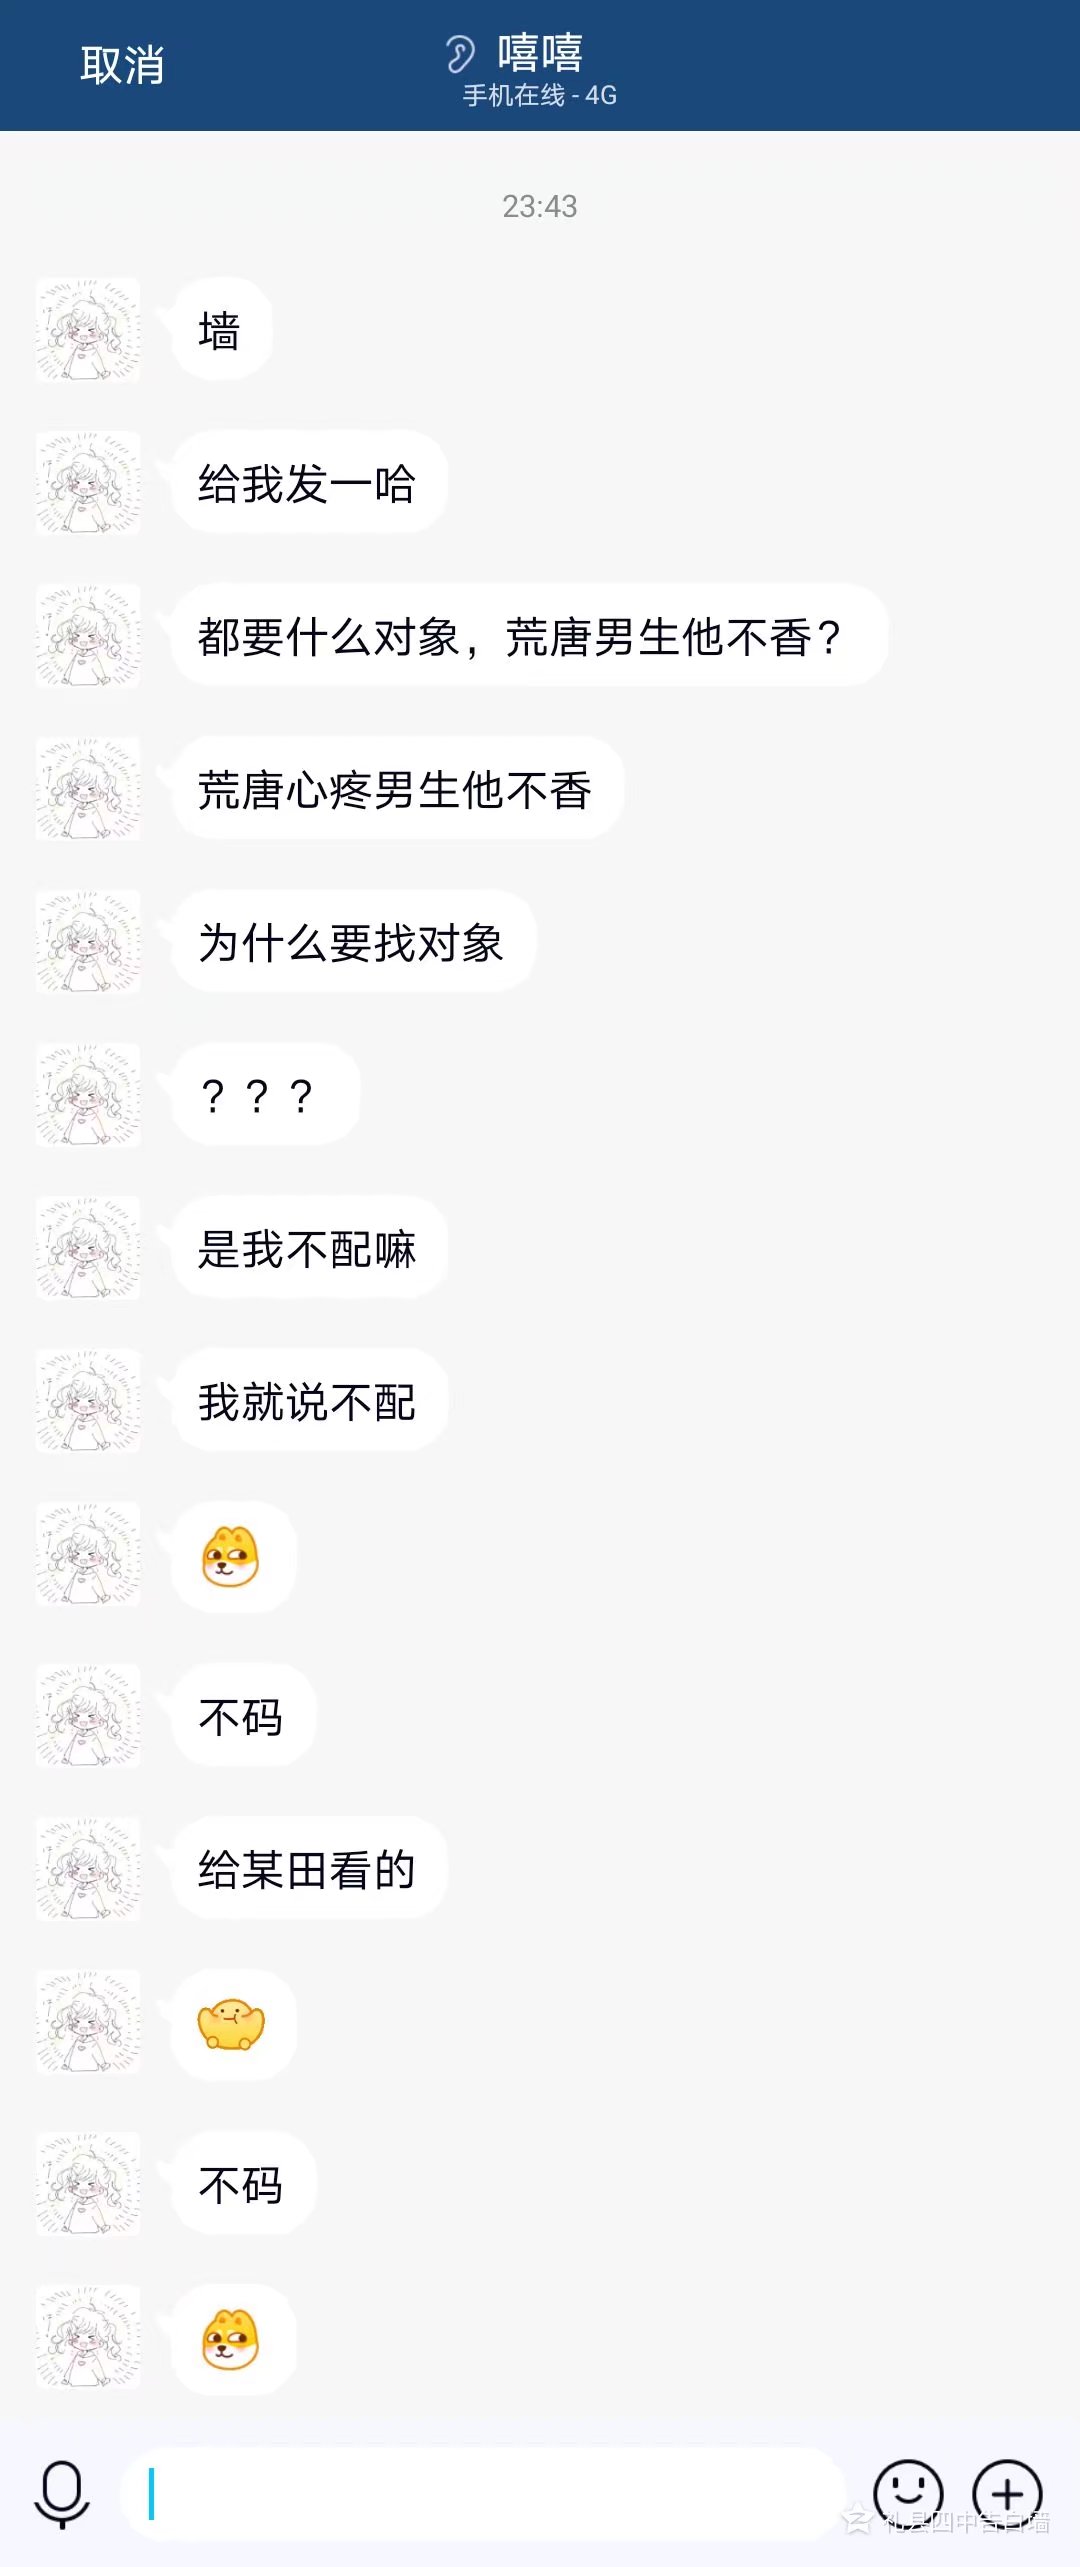 取消
嘻嘻
手机在线 - 4G
23:43
墙
给我发一哈
都要什么对象，荒唐男生他不香？
荒唐心疼男生他不香
为什么要找对象
？？？
是我不配嘛
我就说不配
不码
给某田看的
不码
礼县四中告白墙